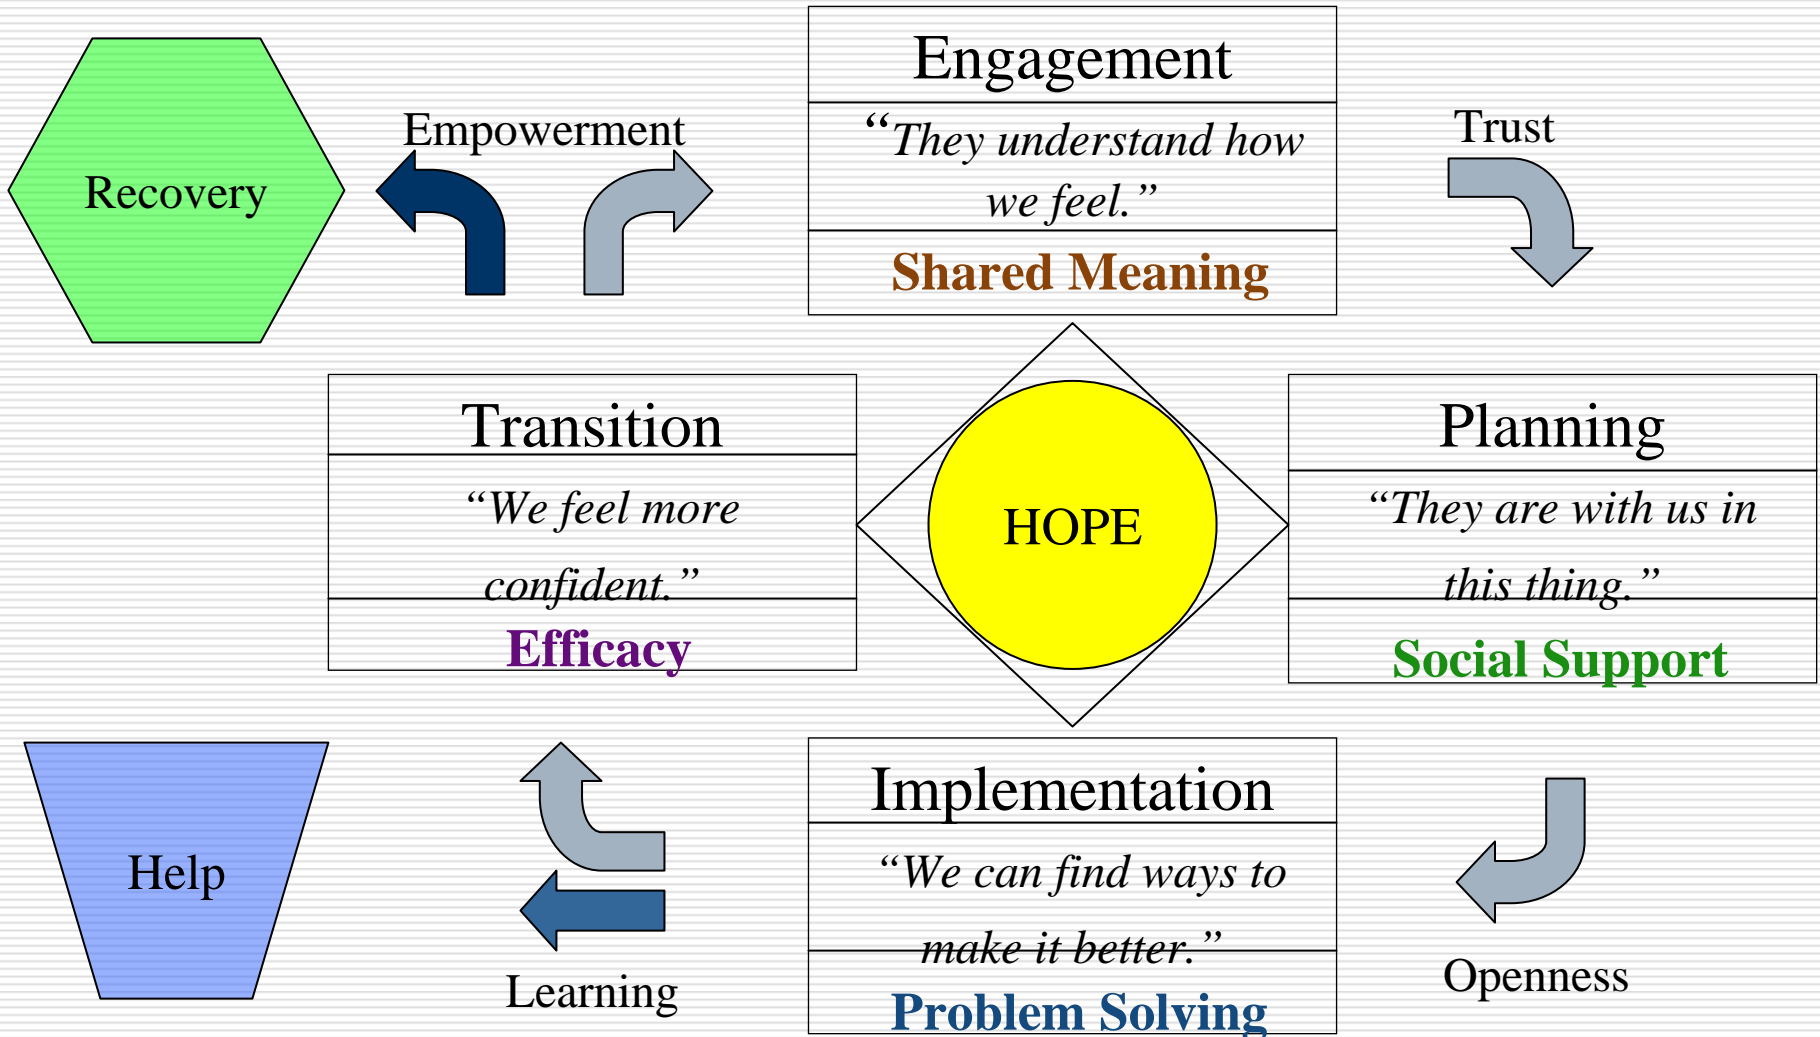 Engagement
“They understand how
we feel.”
Shared Meaning
Recovery
Empowerment
Trust
Transition
“We feel more
confident.”
Efficacy
HOPE
Planning
“They are with us in
this thing.”
Social Support
Help
Learning
Implementation
“We can find ways to
make it better.”
Problem Solving
Openness